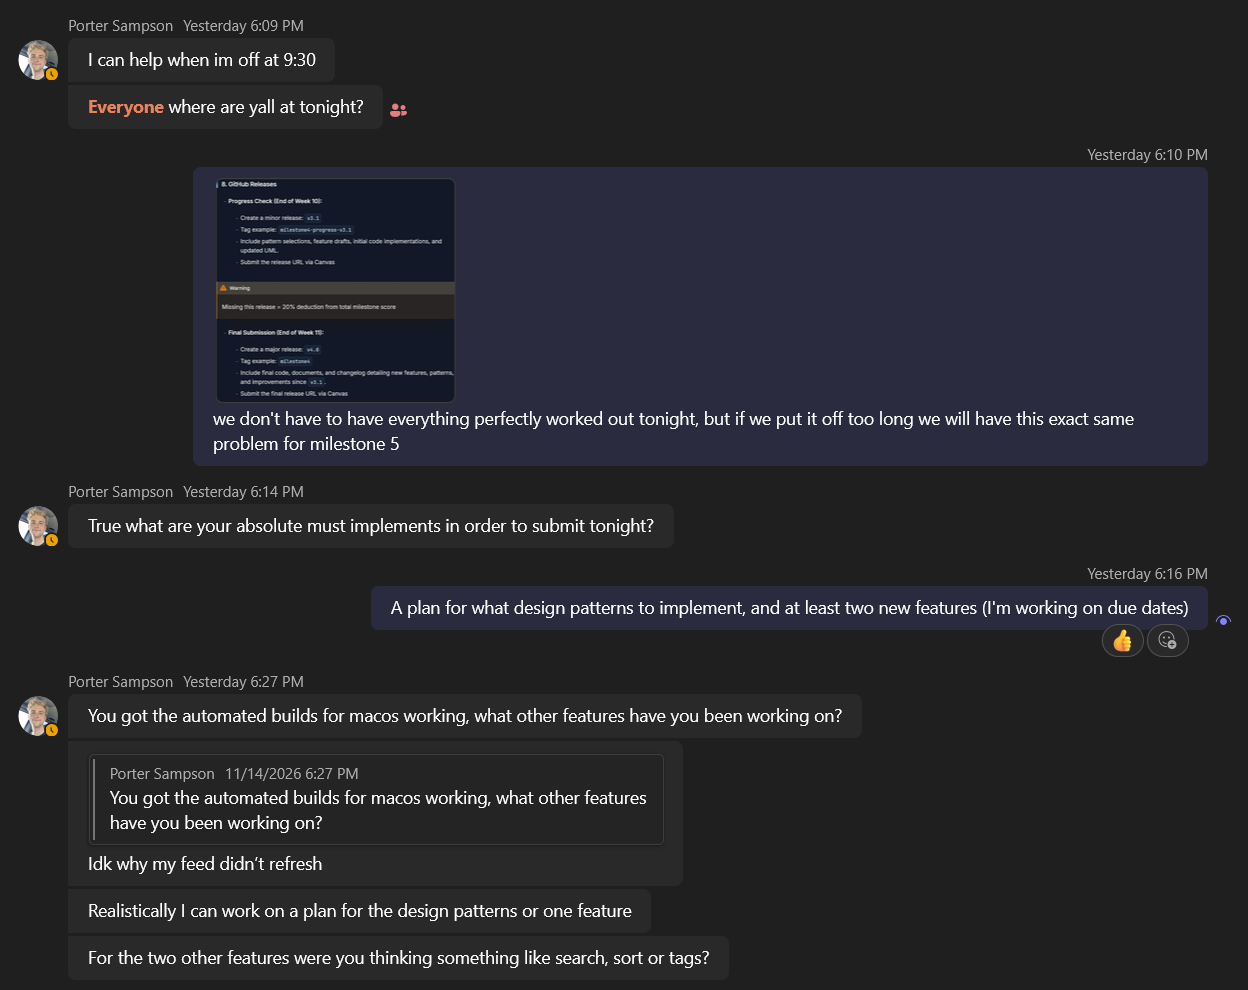 Porter Sampson Yesterday 6:09 PM
I can help when im off at 9:30
Everyone where are yall at tonight?
Yesterday 6:10 PM
8. GitHub Releases
Progress Check (End of Week 10):
Create a minor release: v3.1
Tag example: milestone4-progress-v3.1
Include pattern selections, feature drafts, initial code implementations, and
updated UML.
Submit the release URL via Canvas
Warning
Missing this release = 20% deduction from total milestone score
Final Submission (End of Week 11):
Create a major release: v4.0
Tag example: milestone4
Include final code, documents, and changelog detailing new features, patterns,
and improvements since v3.1.
Submit the final release URL via Canvas
we don't have to have everything perfectly worked out tonight, but if we put it off too long we will have this exact same
problem for milestone 5
Porter Sampson Yesterday 6:14 PM
True what are your absolute must implements in order to submit tonight?
Yesterday 6:16 PM
A plan for what design patterns to implement, and at least two new features (I'm working on due dates)
Porter Sampson Yesterday 6:27 PM
You got the automated builds for macos working, what other features have you been working on?
Porter Sampson 11/14/2026 6:27 PM
You got the automated builds for macos working, what other features
have you been working on?
Idk why my feed didn‘t refresh
Realistically I can work on a plan for the design patterns or one feature
For the two other features were you thinking something like search, sort or tags?